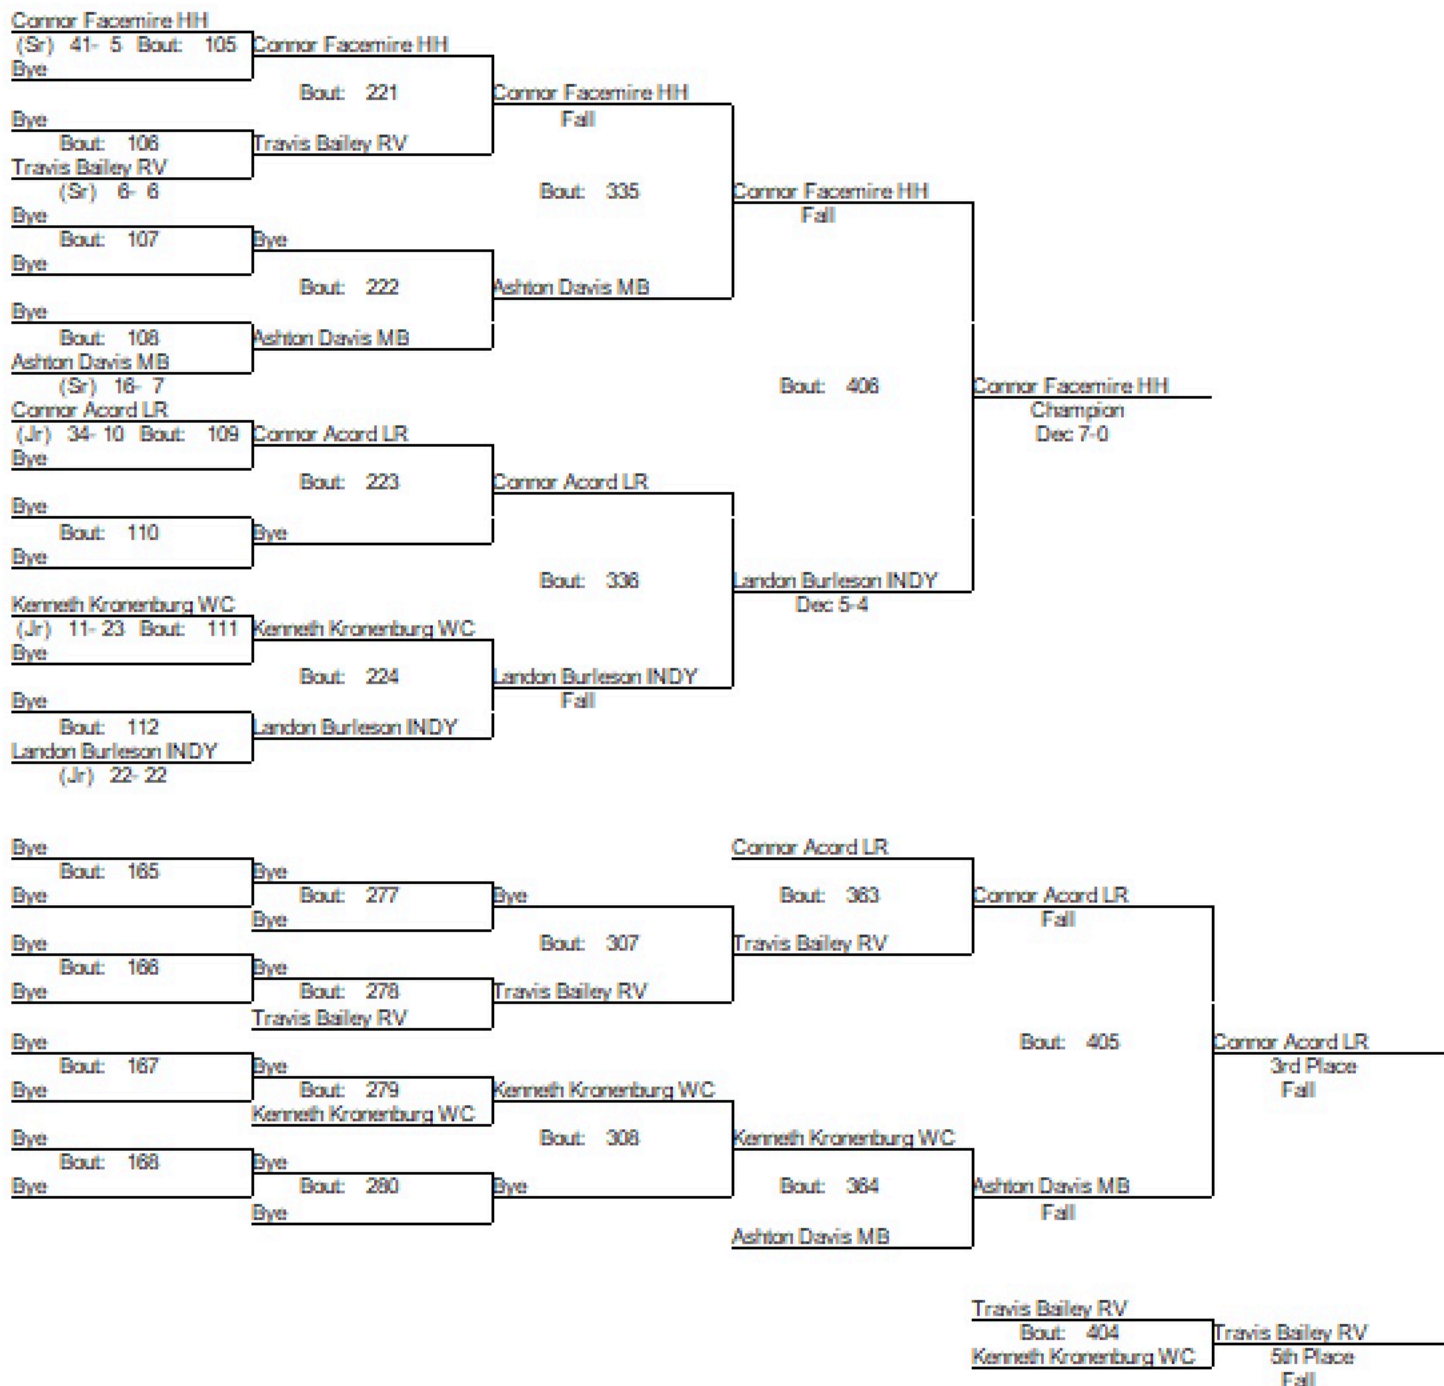 Connor Facemire HH
(Sr) 41- 5 Bout: 105 Connor Facemire HH
Bye
Bout: 221 Connor Facemire HH
Bye Fall
Bout: 106 Travis Bailey RV
Travis Bailey RV
(Sr) 6- 6 Bout: 335 Connor Facemire HH
Bye Fall
Bout: 107 Bye
Bye
Bout: 222 Ashton Davis MB
Bye
Bout: 108 Ashton Davis MB
Ashton Davis MB
(Sr) 16- 7 Bout: 406 Connor Facemire HH
Connor Acord LR Champion
(Jr) 34- 10 Bout: 109 Connor Acord LR Dec 7-0
Bye
Bout: 223 Connor Acord LR
Bye
Bout: 110 Bye
Bye
Bout: 336 Landon Burleson INDY
Kenneth Kronenburg WC Dec 5-4
(Jr) 11- 23 Bout: 111 Kenneth Kronenburg WC
Bye
Bout: 224 Landon Burleson INDY
Bye Fall
Bout: 112 Landon Burleson INDY
Landon Burleson INDY
(Jr) 22- 22
Bye Connor Acord LR
Bout: 165 Bye
Bye Bout: 277 Bye Bout: 363 Connor Acord LR
Bye Fall
Bye Bout: 307 Travis Bailey RV
Bout: 166 Bye
Bye Bout: 278 Travis Bailey RV
Travis Bailey RV
Bye Bout: 405 Connor Acord LR
Bout: 167 Bye 3rd Place
Bye Bout: 279 Kenneth Kronenburg WC Fall
Kenneth Kronenburg WC
Bye Bout: 308 Kenneth Kronenburg WC
Bout: 168 Bye
Bye Bout: 280 Bye Bout: 364 Ashton Davis MB
Bye Fall
Ashton Davis MB
Travis Bailey RV
Bout: 404 Travis Bailey RV
Kenneth Kronenburg WC 5th Place
Fall